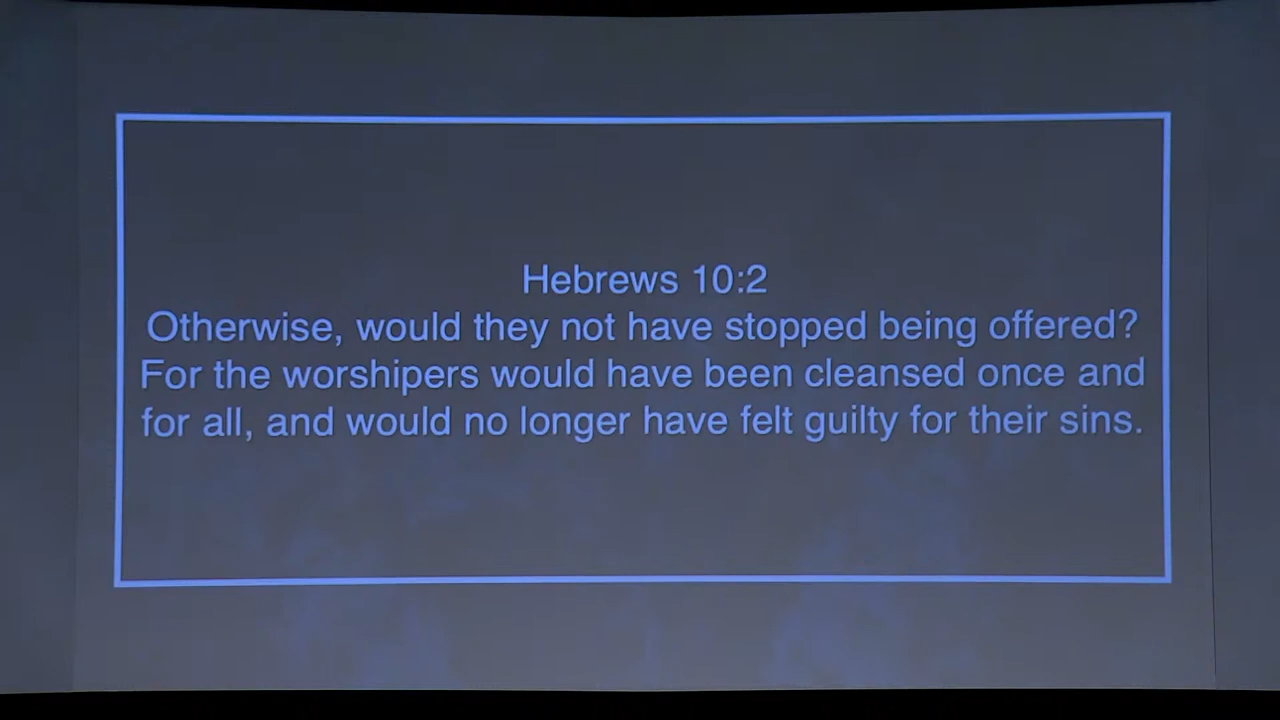 Hebrews 10:2
Otherwise, would they not have stopped being offered?
For the worshipers would have been cleansed once and
for all, and would no longer have felt guilty for their sins.